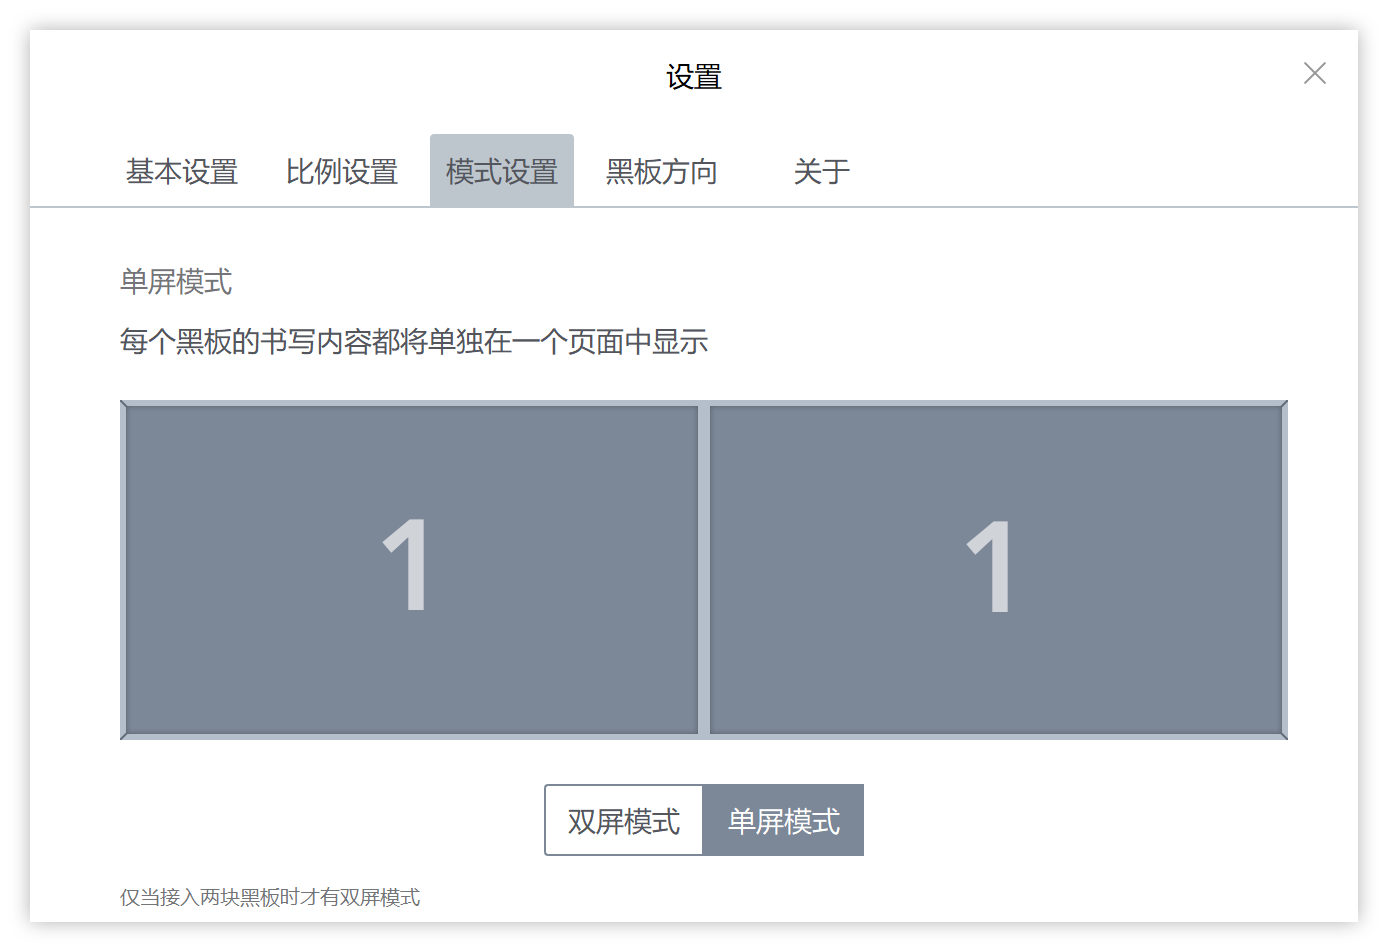 设置
基本设置 比例设置 模式设置 黑板方向 关于
单屏模式
每个黑板的书写内容都将单独在一个页面中显示
1 1
双屏模式 单屏模式
仅当接入两块黑板时才有双屏模式